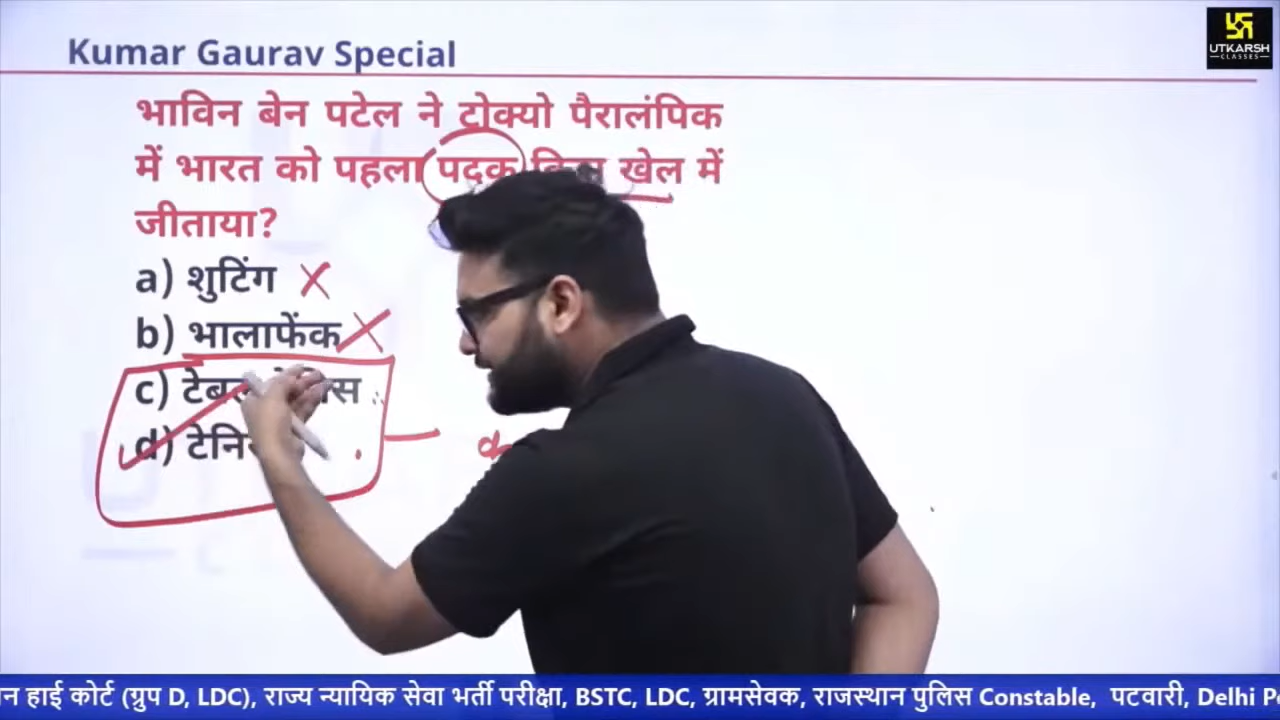 Kumar Gaurav Special
UTKARSH
CLASSES
भाविन बेन पटेल ने टोक्यो पैरालंपिक
में भारत को पहला पदक खेल में
जीताया?
a) शुटिंग
b) भालाफेंक
c)
d)
न हाई कोर्ट (ग्रुप D, LDC), राज्य न्यायिक सेवा भर्ती परीक्षा, BSTC, LDC, ग्रामसेवक, राजस्थान पुलिस Constable, पटवारी, Delhi P